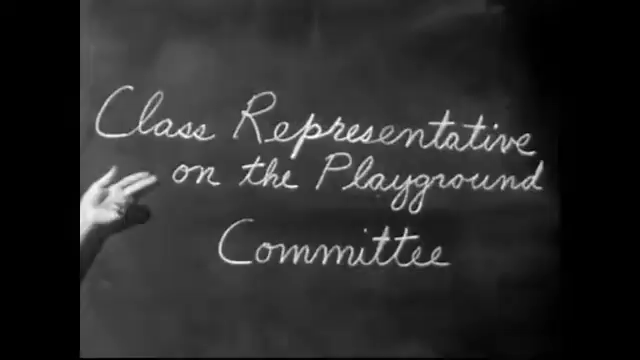 Class Representative
on the Playground
Committee